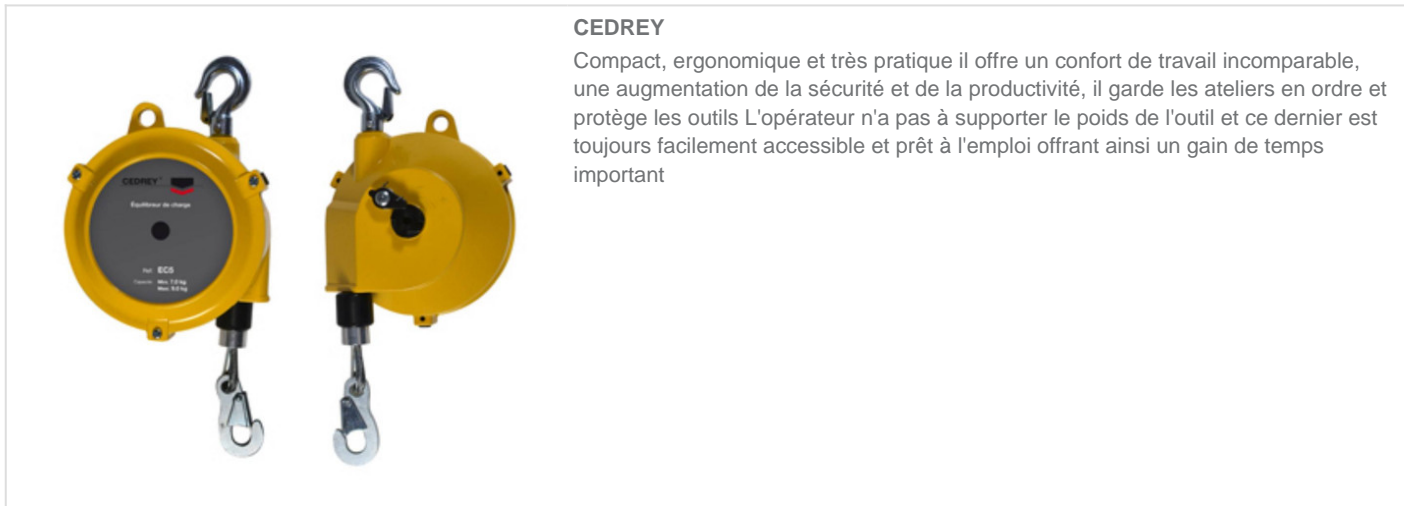 CEDREY
Compact, ergonomique et très pratique il offre un confort de travail incomparable,
une augmentation de la sécurité et de la productivité, il garde les ateliers en ordre et
protège les outils L'opérateur n'a pas à supporter le poids de l'outil et ce dernier est
toujours facilement accessible et prêt à l'emploi offrant ainsi un gain de temps
important
CEDREY
Équilibreur de charge
Ref. EC5
Capacité Min. 7.0 kg
Max. 9.0 kg